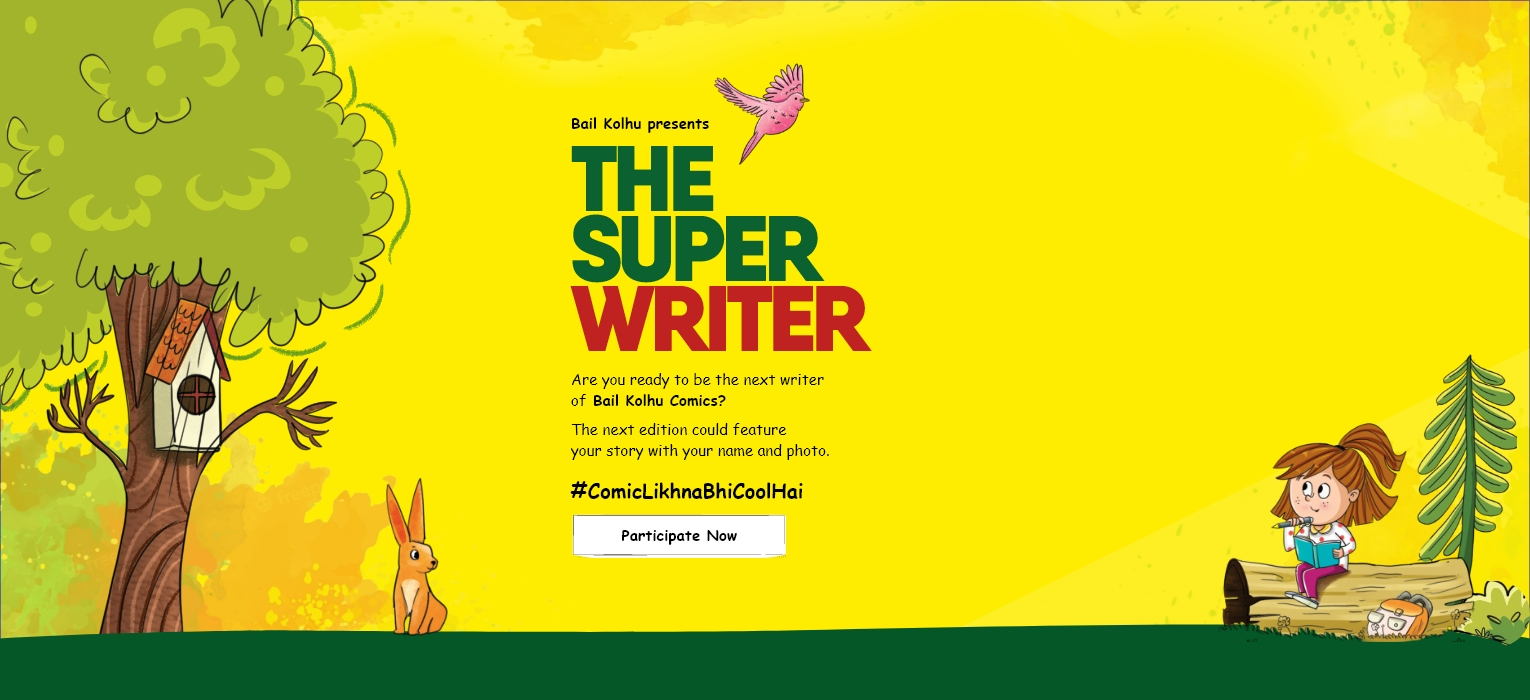 Bail Kolhu presents
THE
SUPER
WRITER
Are you ready to be the next writer
of Bail Kolhu Comics?
The next edition could feature
your story with your name and photo.
#ComicLikhnaBhiCoolHai
Participate Now